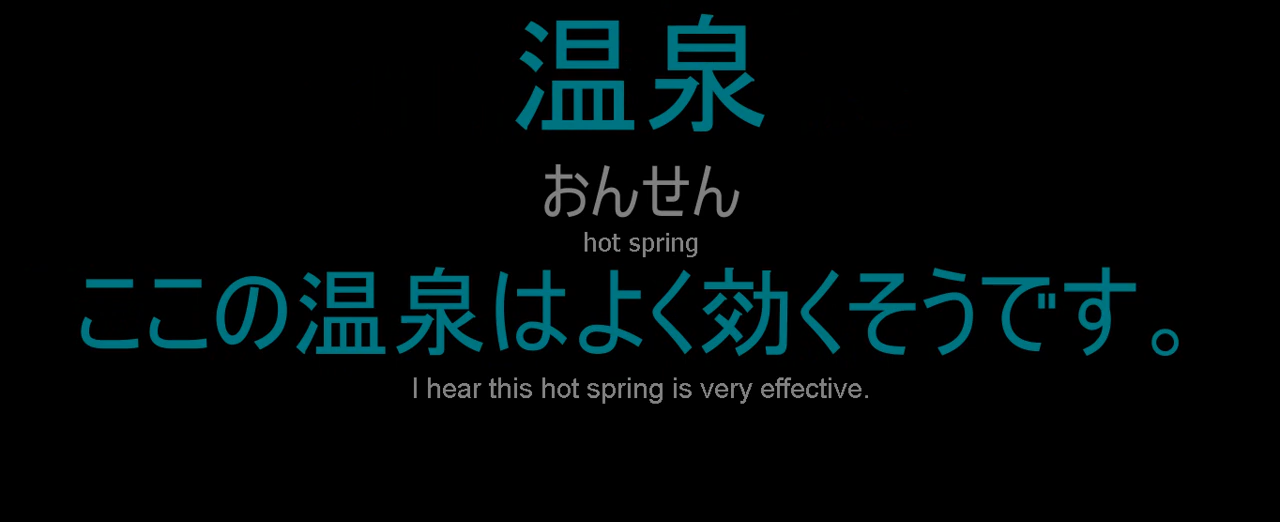 温泉
おんせん
hot spring
ここの温泉はよく効くそうです。
I hear this hot spring is very effective.